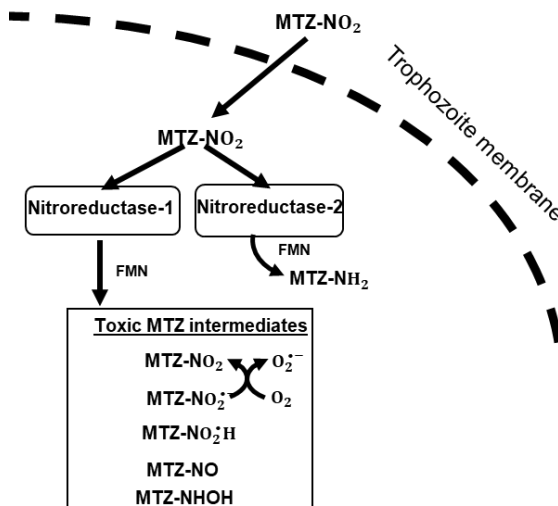 MTZ-NO₂
Trophozoite membrane
MTZ-NO₂
Nitroreductase-1
Nitroreductase-2
FMN
FMN
MTZ-NH₂
Toxic MTZ intermediates
MTZ-NO₂
O₂•−
MTZ-NO₂•−
O₂
MTZ-NO₂•H
MTZ-NO
MTZ-NHOH